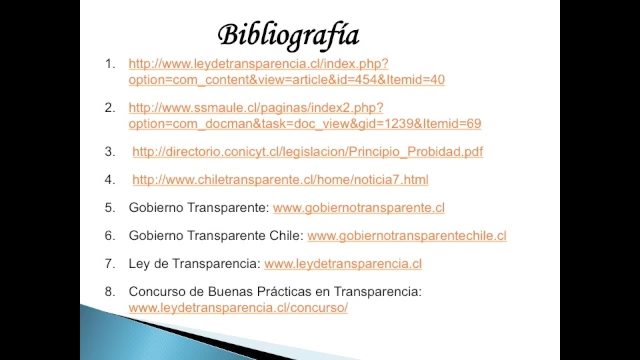 Bibliografía
1. http://www.leydetransparencia.cl/index.php?
option=com_content&view=article&id=454&Itemid=40
2. http://www.ssmaule.cl/paginas/index2.php?
option=com_docman&task=doc_view&gid=1239&Itemid=69
3. http://directorio.conicyt.cl/legislacion/Principio_Probidad.pdf
4. http://www.chiletransparente.cl/home/noticia7.html
5. Gobierno Transparente: www.gobiernotransparente.cl
6. Gobierno Transparente Chile: www.gobiernotransparentechile.cl
7. Ley de Transparencia: www.leydetransparencia.cl
8. Concurso de Buenas Prácticas en Transparencia:
www.leydetransparencia.cl/concurso/